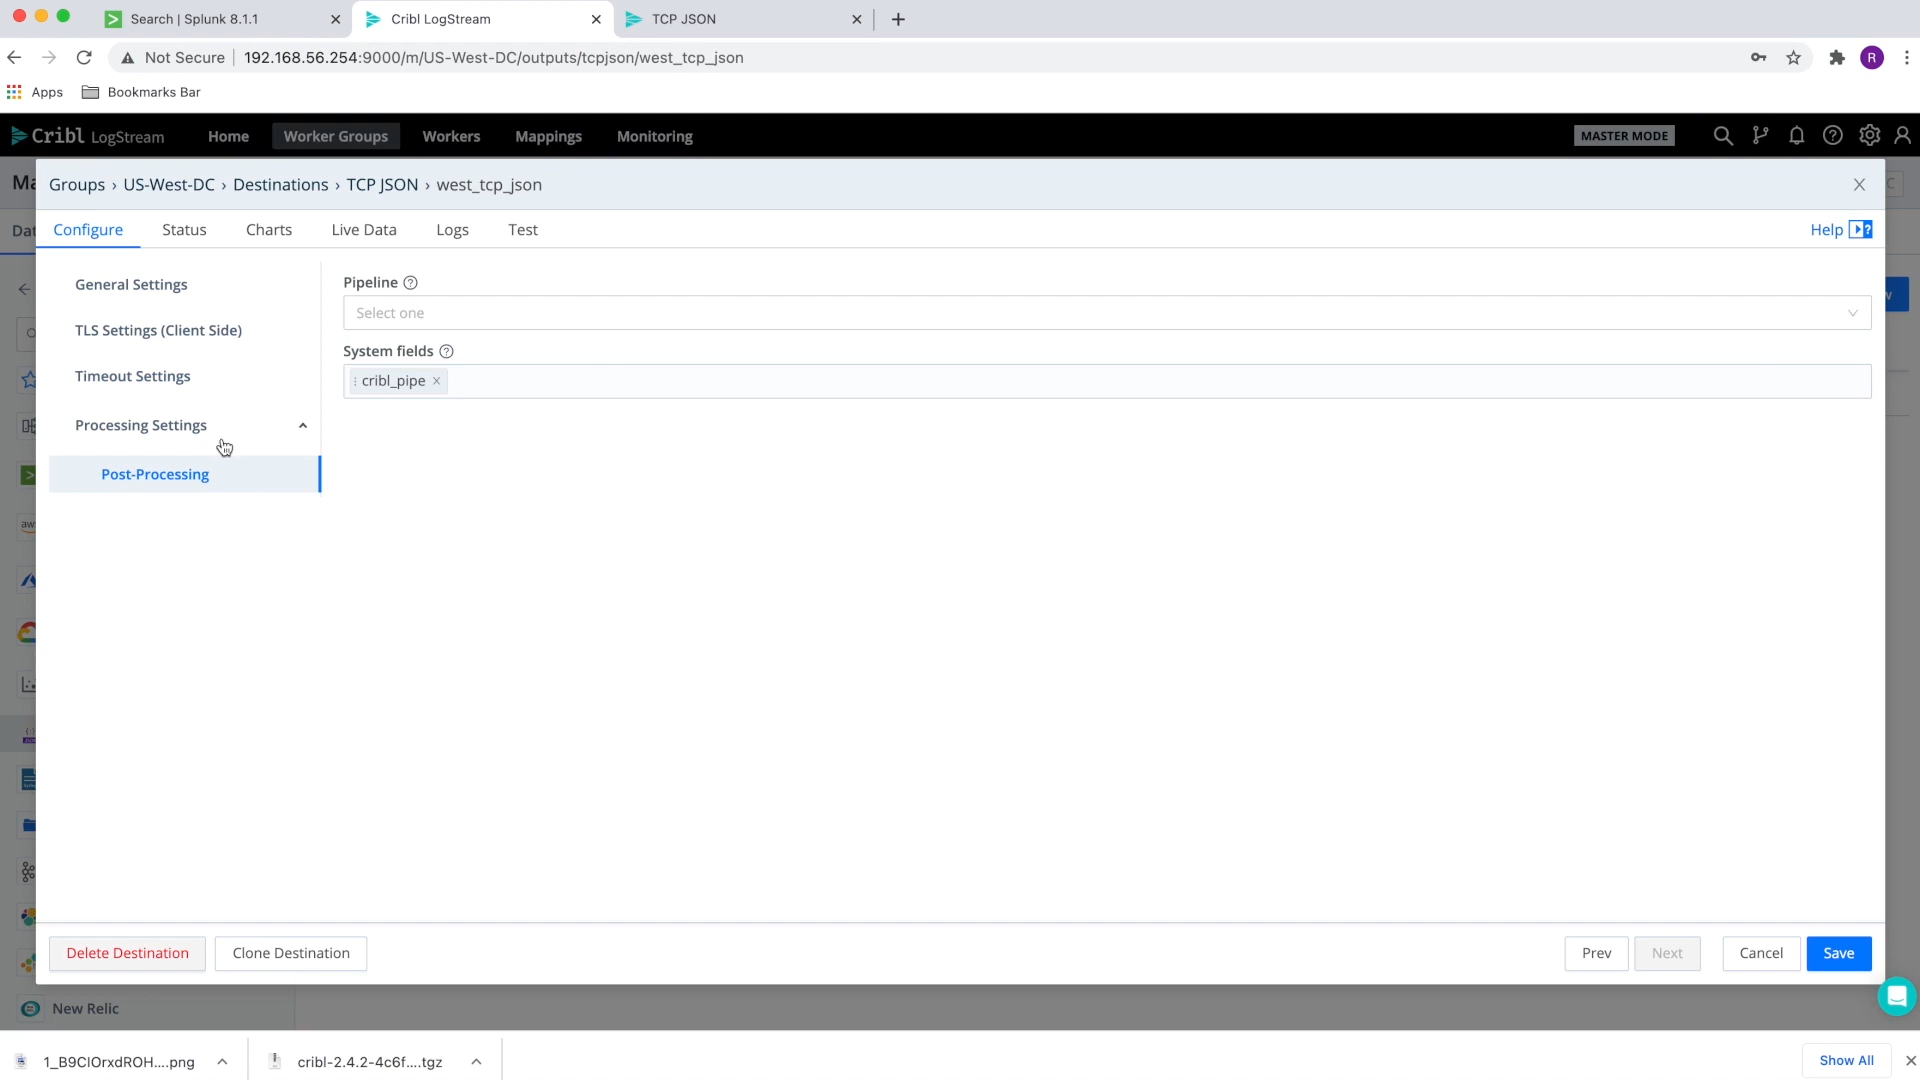 Search | Splunk 8.1.1
Cribl LogStream
TCP JSON
Not Secure
192.168.56.254:9000/m/US-West-DC/outputs/tcpjson/west_tcp_json
R
Apps
Bookmarks Bar
Cribl LogStream
Home
Worker Groups
Workers
Mappings
Monitoring
MASTER MODE
Ma
Groups › US-West-DC › Destinations › TCP JSON › west_tcp_json
C
Dat
Configure
Status
Charts
Live Data
Logs
Test
Help
General Settings
TLS Settings (Client Side)
Timeout Settings
Processing Settings
Post-Processing
Pipeline
Select one
System fields
cribl_pipe
w
aws
Delete Destination
Clone Destination
Prev
Next
Cancel
Save
New Relic
1_B9ClOrxdROH....png
cribl-2.4.2-4c6f....tgz
Show All